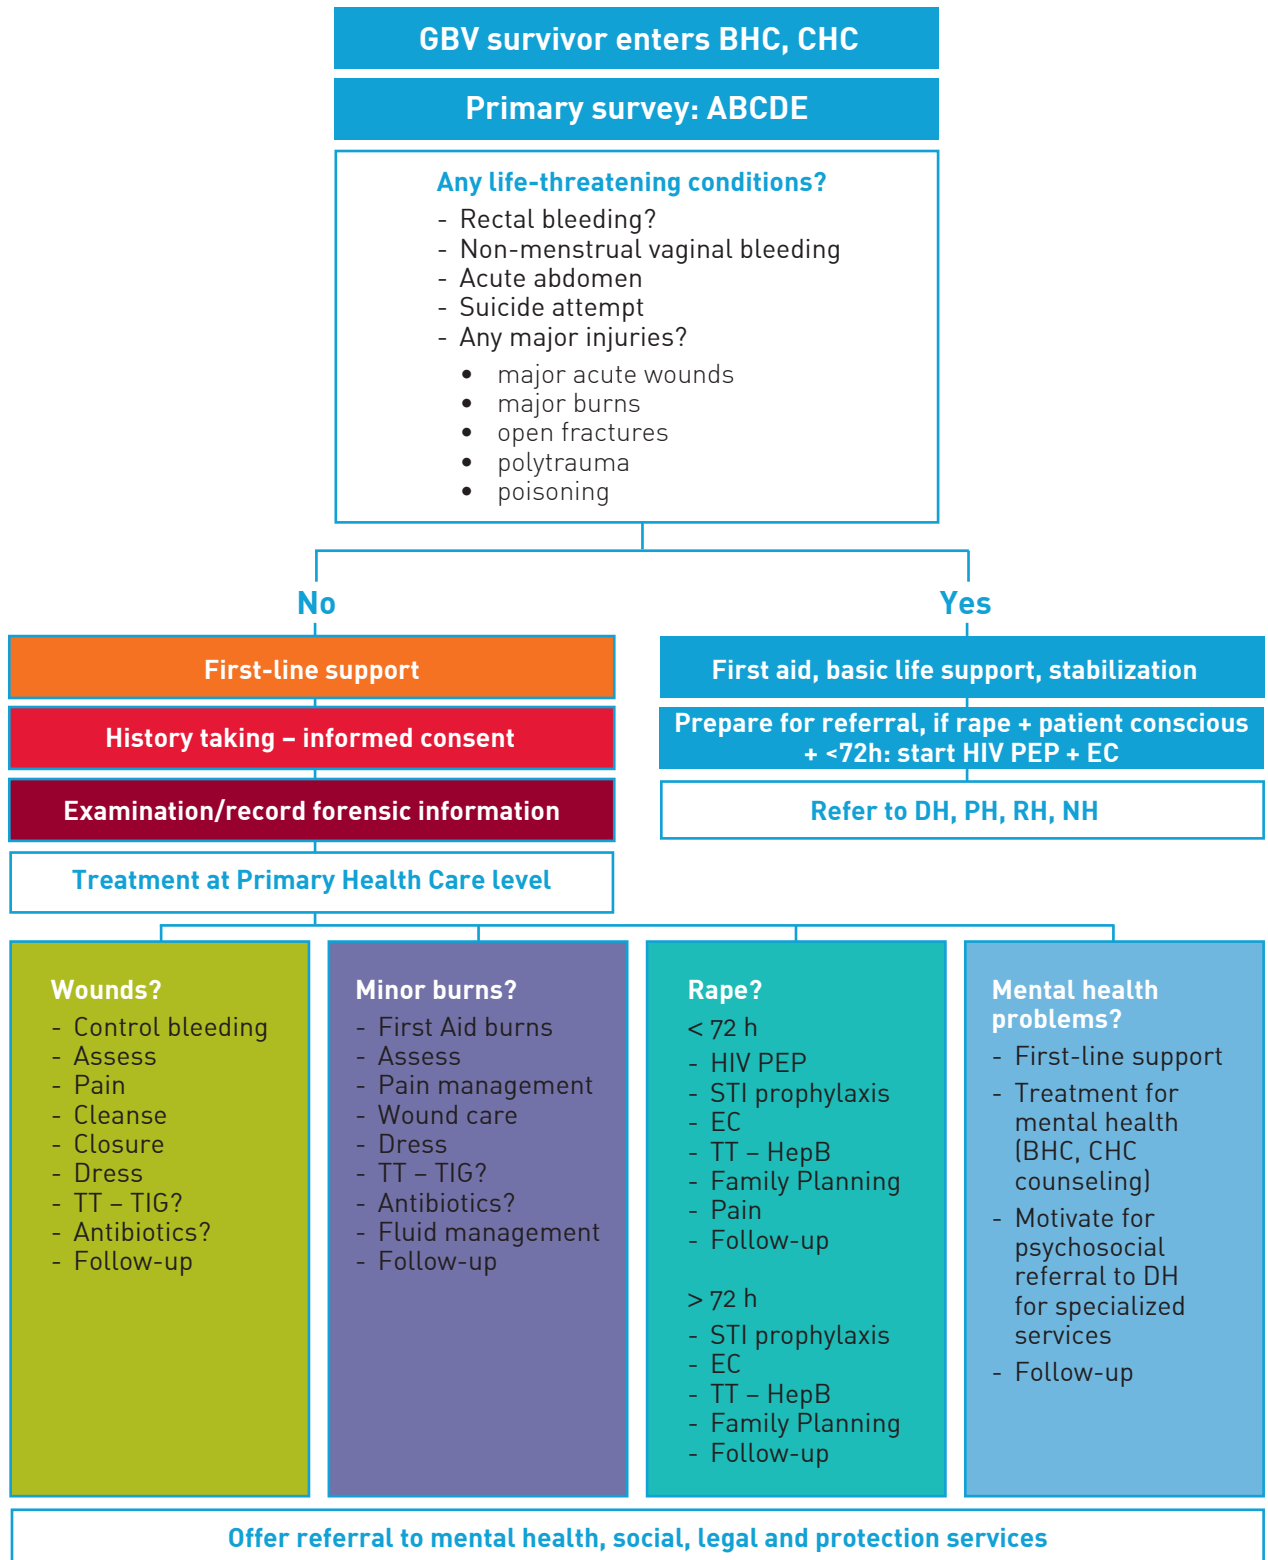 GBV survivor enters BHC, CHC
Primary survey: ABCDE
Any life-threatening conditions?
- Rectal bleeding?
- Non-menstrual vaginal bleeding
- Acute abdomen
- Suicide attempt
- Any major injuries?
• major acute wounds
• major burns
• open fractures
• polytrauma
• poisoning
No
Yes
First-line support
History taking – informed consent
Examination/record forensic information
Treatment at Primary Health Care level
First aid, basic life support, stabilization
Prepare for referral, if rape + patient conscious
+ <72h: start HIV PEP + EC
Refer to DH, PH, RH, NH
Wounds?
- Control bleeding
- Assess
- Pain
- Cleanse
- Closure
- Dress
- TT – TIG?
- Antibiotics?
- Follow-up
Minor burns?
- First Aid burns
- Assess
- Pain management
- Wound care
- Dress
- TT – TIG?
- Antibiotics?
- Fluid management
- Follow-up
Rape?
< 72 h
- HIV PEP
- STI prophylaxis
- EC
- TT – HepB
- Family Planning
- Pain
- Follow-up
> 72 h
- STI prophylaxis
- EC
- TT – HepB
- Family Planning
- Follow-up
Mental health
problems?
- First-line support
- Treatment for
mental health
(BHC, CHC
counseling)
- Motivate for
psychosocial
referral to DH
for specialized
services
- Follow-up
Offer referral to mental health, social, legal and protection services